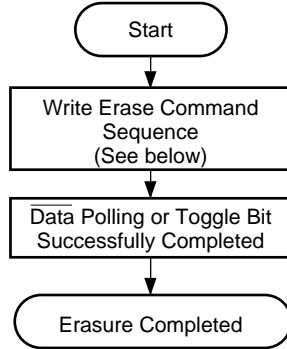 Start
Write Erase Command
Sequence
(See below)
Data Polling or Toggle Bit
Successfully Completed
Erasure Completed